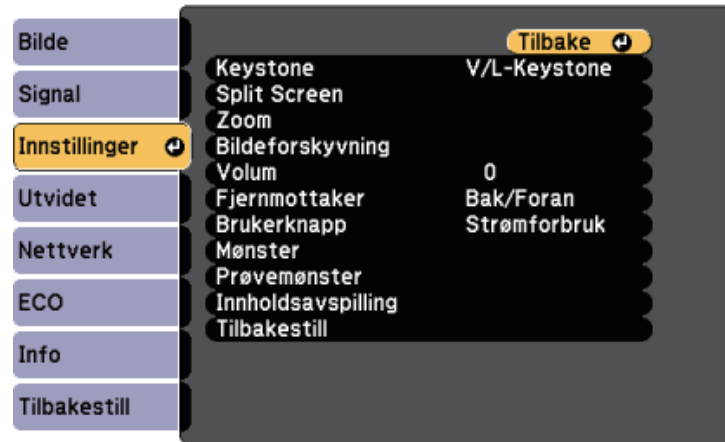 Bilde
Signal
Innstillinger
Utvidet
Nettverk
ECO
Info
Tilbakestill
Tilbake
Keystone V/L-Keystone
Split Screen
Zoom
Bildeforskyvning
Volum 0
Fjernmottaker Bak/Foran
Brukerknapp Strømforbruk
Mønster
Prøvemønster
Innholdsavspilling
Tilbakestill